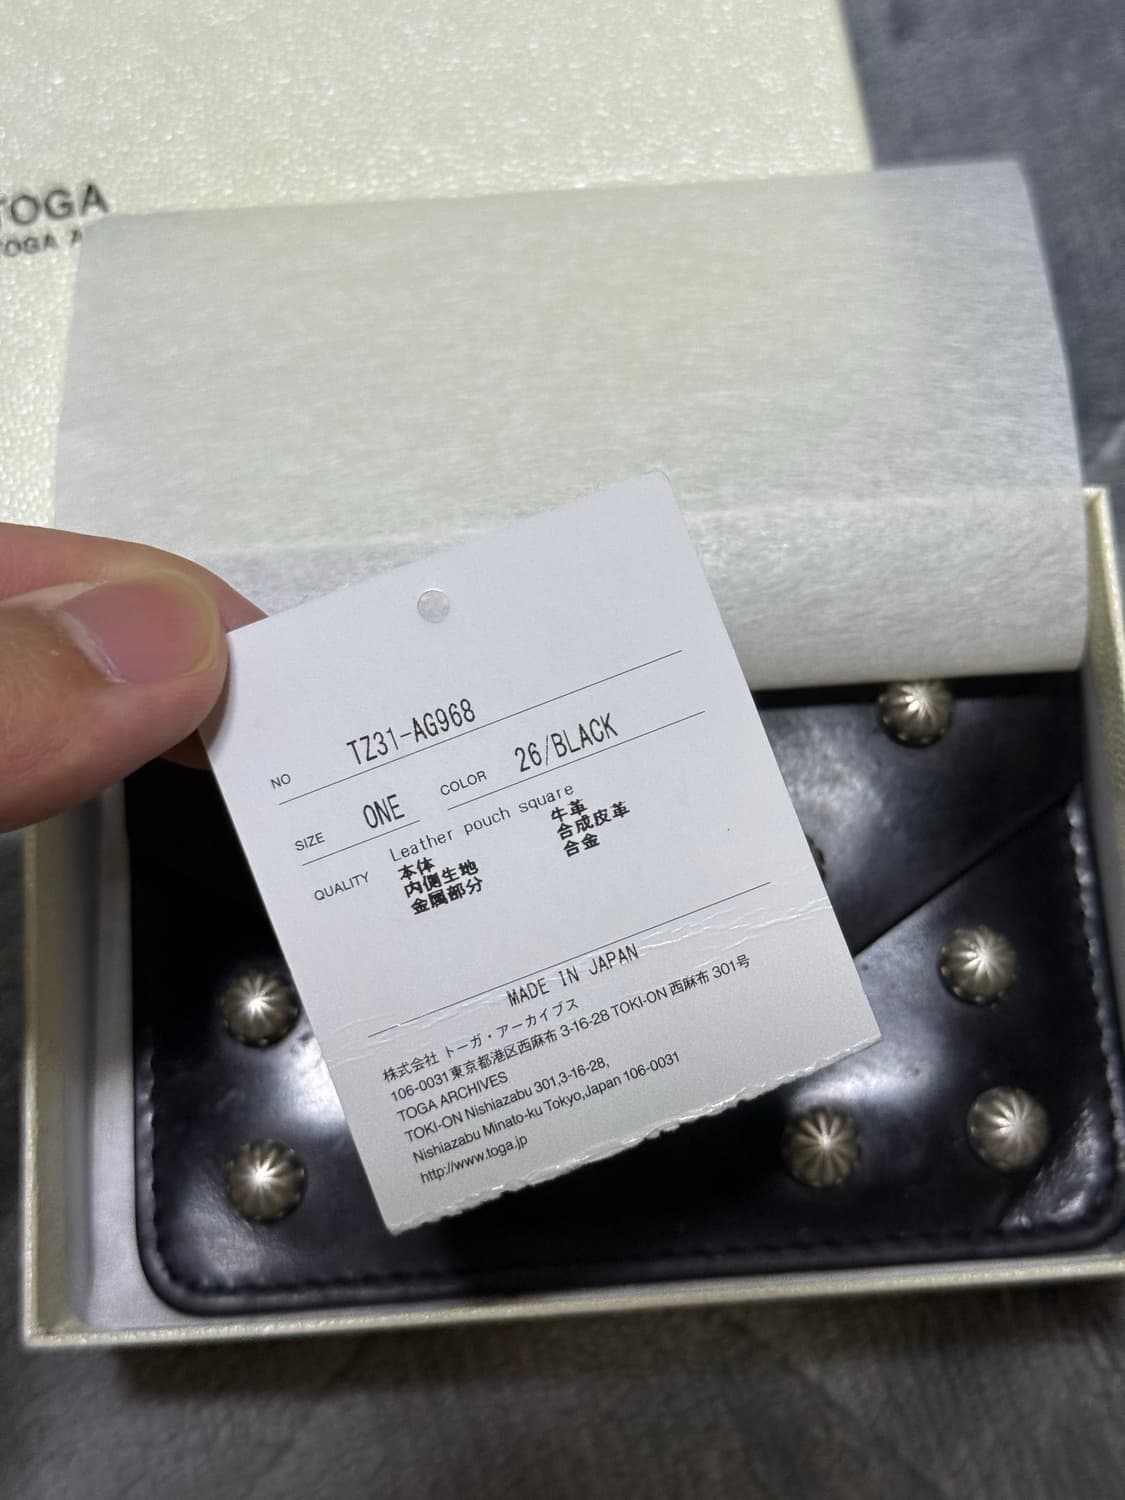 TOGA
TOGA
NO TZ31-AG968
SIZE ONE COLOR 26/BLACK
QUALITY Leather pouch square
本体 牛革
内側生地 合成皮革
金属部分 合金
MADE IN JAPAN
株式会社 トーガ・アーカイブス
106-0031東京都港区西麻布 3-16-28 TOKI-ON 西麻布 301号
TOGA ARCHIVES
TOKI-ON Nishiazabu 301,3-16-28,
Nishiazabu Minato-ku Tokyo,Japan 106-0031
http://www.toga.jp